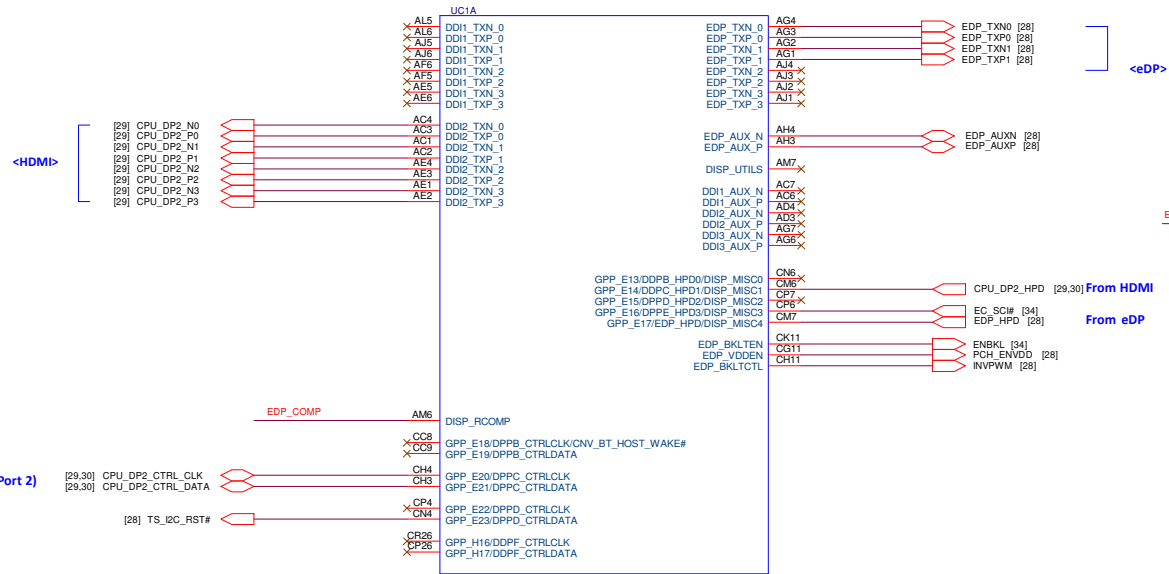 UC1A
AL5 DDI1_TXN_0 EDP_TXN_0 AG4 EDP_TXN0 [28]
AL6 DDI1_TXP_0 EDP_TXP_0 AG3 EDP_TXP0 [28]
AJ5 DDI1_TXN_1 EDP_TXN_1 AG2 EDP_TXN1 [28]
AJ6 DDI1_TXP_1 EDP_TXP_1 AG1 EDP_TXP1 [28]
<eDP>
AF6 DDI1_TXN_2 EDP_TXN_2 AJ4
AF5 DDI1_TXP_2 EDP_TXP_2 AJ3
AE5 DDI1_TXN_3 EDP_TXN_3 AJ2
AE6 DDI1_TXP_3 EDP_TXP_3 AJ1
[29] CPU_DP2_N0 AC4 DDI2_TXN_0
[29] CPU_DP2_P0 AC3 DDI2_TXP_0 EDP_AUX_N AH4 EDP_AUXN [28]
[29] CPU_DP2_N1 AC1 DDI2_TXN_1 EDP_AUX_P AH3 EDP_AUXP [28]
<HDMI>
[29] CPU_DP2_P1 AC2 DDI2_TXP_1
[29] CPU_DP2_N2 AE4 DDI2_TXN_2 DISP_UTILS AM7
[29] CPU_DP2_P2 AE3 DDI2_TXP_2
[29] CPU_DP2_N3 AE1 DDI2_TXN_3 DDI1_AUX_N AC7
[29] CPU_DP2_P3 AE2 DDI2_TXP_3 DDI1_AUX_P AC6
DDI2_AUX_N AD4
DDI2_AUX_P AD3
DDI3_AUX_N AG7
DDI3_AUX_P AG6
GPP_E13/DDPB_HPD0/DISP_MISC0 CN6
GPP_E14/DDPC_HPD1/DISP_MISC1 CM6 CPU_DP2_HPD [29,30] From HDMI
GPP_E15/DPPD_HPD2/DISP_MISC2 CP7
GPP_E16/DPPE_HPD3/DISP_MISC3 CP6 EC_SCI# [34]
GPP_E17/EDP_HPD/DISP_MISC4 CM7 EDP_HPD [28] From eDP
EDP_BKLTEN CK11 ENBKL [34]
EDP_VDDEN CG11 PCH_ENVDD [28]
EDP_BKLTCTL CH11 INVPWM [28]
EDP_COMP AM6 DISP_RCOMP
CC8 GPP_E18/DPPB_CTRLCLK/CNV_BT_HOST_WAKE#
CC9 GPP_E19/DPPB_CTRLDATA
Port 2) [29,30] CPU_DP2_CTRL_CLK CH4 GPP_E20/DPPC_CTRLCLK
[29,30] CPU_DP2_CTRL_DATA CH3 GPP_E21/DPPC_CTRLDATA
CP4 GPP_E22/DPPD_CTRLCLK
[28] TS_I2C_RST# CN4 GPP_E23/DPPD_CTRLDATA
CR26 GPP_H16/DDPF_CTRLCLK
CP26 GPP_H17/DDPF_CTRLDATA